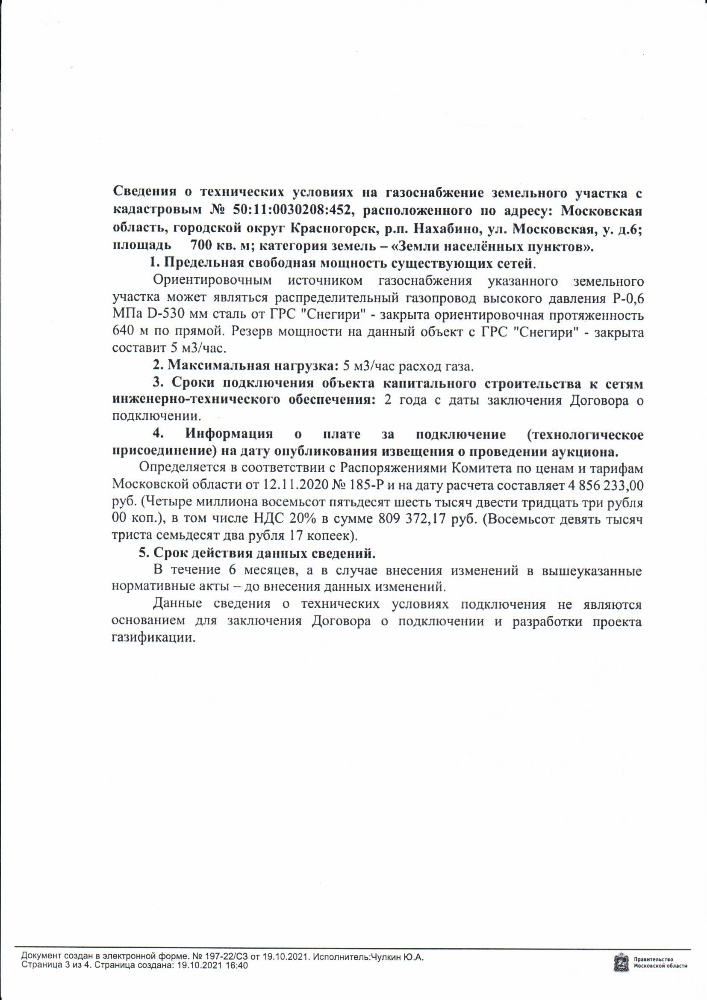 Сведения о технических условиях на газоснабжение земельного участка с
кадастровым № 50:11:0030208:452, расположенного по адресу: Московская
область, городской округ Красногорск, р.п. Нахабино, ул. Московская, у. д.6;
площадь 700 кв. м; категория земель – «Земли населённых пунктов».
1. Предельная свободная мощность существующих сетей.
Ориентировочным источником газоснабжения указанного земельного
участка может являться распределительный газопровод высокого давления Р-0,6
МПа D-530 мм сталь от ГРС "Снегири" - закрыта ориентировочная протяженность
640 м по прямой. Резерв мощности на данный объект с ГРС "Снегири" - закрыта
составит 5 м3/час.
2. Максимальная нагрузка: 5 м3/час расход газа.
3. Сроки подключения объекта капитального строительства к сетям
инженерно-технического обеспечения: 2 года с даты заключения Договора о
подключении.
4. Информация о плате за подключение (технологическое
присоединение) на дату опубликования извещения о проведении аукциона.
Определяется в соответствии с Распоряжениями Комитета по ценам и тарифам
Московской области от 12.11.2020 № 185-Р и на дату расчета составляет 4 856 233,00
руб. (Четыре миллиона восемьсот пятьдесят шесть тысяч двести тридцать три рубля
00 коп.), в том числе НДС 20% в сумме 809 372,17 руб. (Восемьсот девять тысяч
триста семьдесят два рубля 17 копеек).
5. Срок действия данных сведений.
В течение 6 месяцев, а в случае внесения изменений в вышеуказанные
нормативные акты – до внесения данных изменений.
Данные сведения о технических условиях подключения не являются
основанием для заключения Договора о подключении и разработки проекта
газификации.
Документ создан в электронной форме. № 197-22/СЗ от 19.10.2021. Исполнитель:Чулкин Ю.А.
Страница 3 из 4. Страница создана: 19.10.2021 16:40
Правительство
Московской области